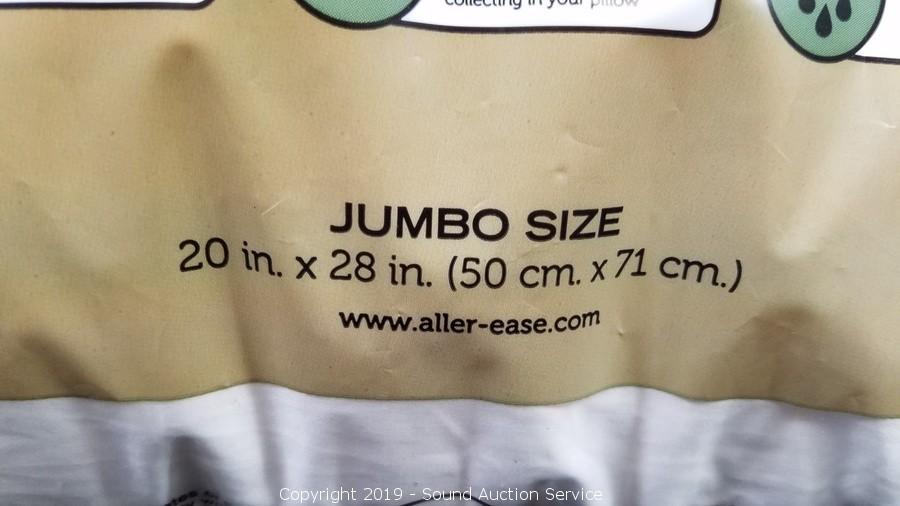 collecting in your pillow
JUMBO SIZE
20 in. x 28 in. (50 cm. x 71 cm.)
www.aller-ease.com
Copyright 2019 - Sound Auction Service